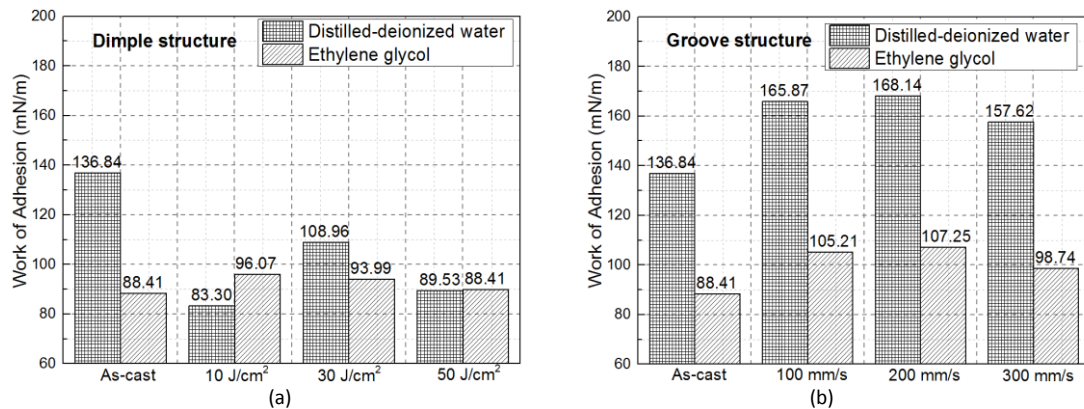 200
180
160
140
120
100
80
60
Work of Adhesion (mN/m)
Dimple structure
Distilled-deionized water
Ethylene glycol
136.84
88.41
83.30
96.07
108.96
93.99
89.53
88.41
As-cast
10 J/cm²
30 J/cm²
50 J/cm²
(a)
200
180
160
140
120
100
80
60
Work of Adhesion (mN/m)
Groove structure
Distilled-deionized water
Ethylene glycol
136.84
88.41
165.87
105.21
168.14
107.25
157.62
98.74
As-cast
100 mm/s
200 mm/s
300 mm/s
(b)